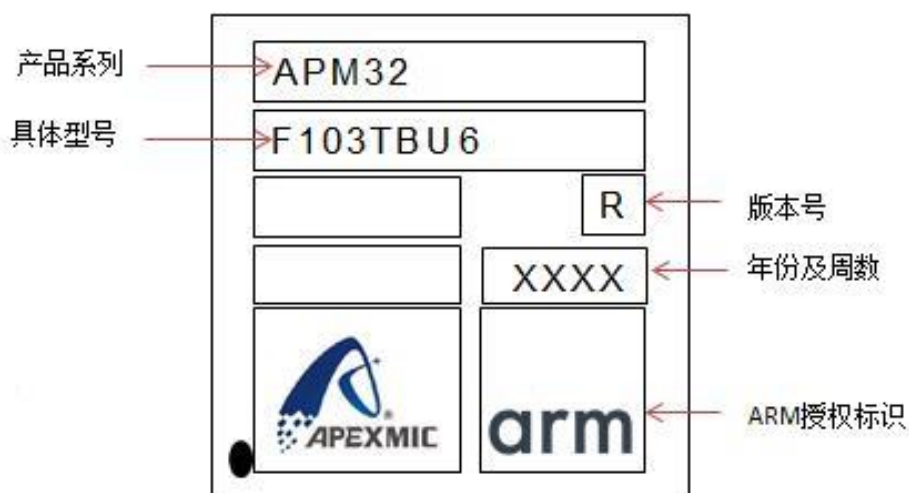 产品系列
APM32
具体型号
F103TBU6
R
版本号
XXXX
年份及周数
®
APEXMIC
arm
ARM授权标识